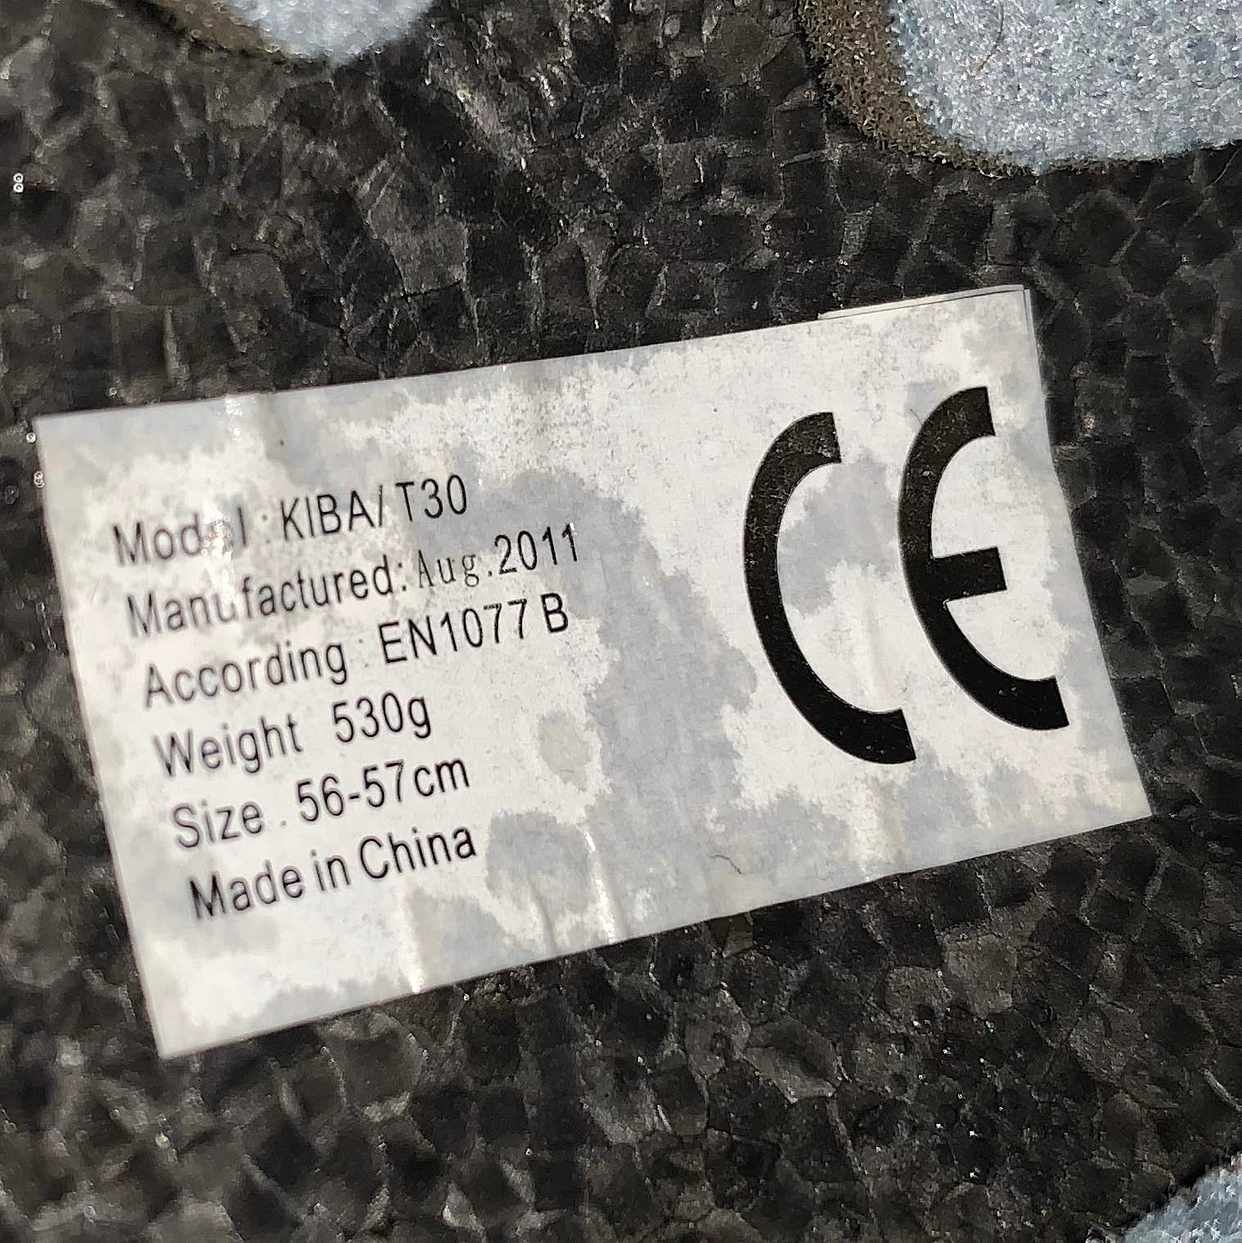 Model : KIBA/ T30
Manufactured: Aug.2011
According : EN1077 B
Weight 530g
Size . 56-57cm
Made in China
CE